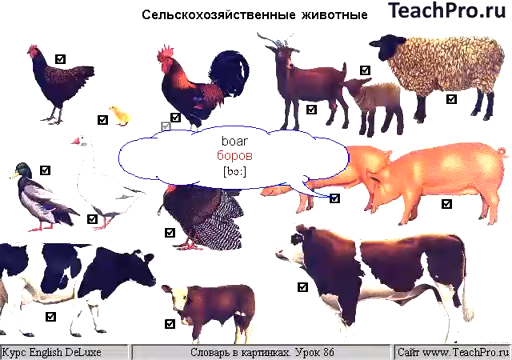 Сельскохозяйственные животные
TeachPro.ru
boar
боров
[bɔ:]
Курс English DeLuxe
Словарь в картинках. Урок 86
Сайт www.TeachPro.ru